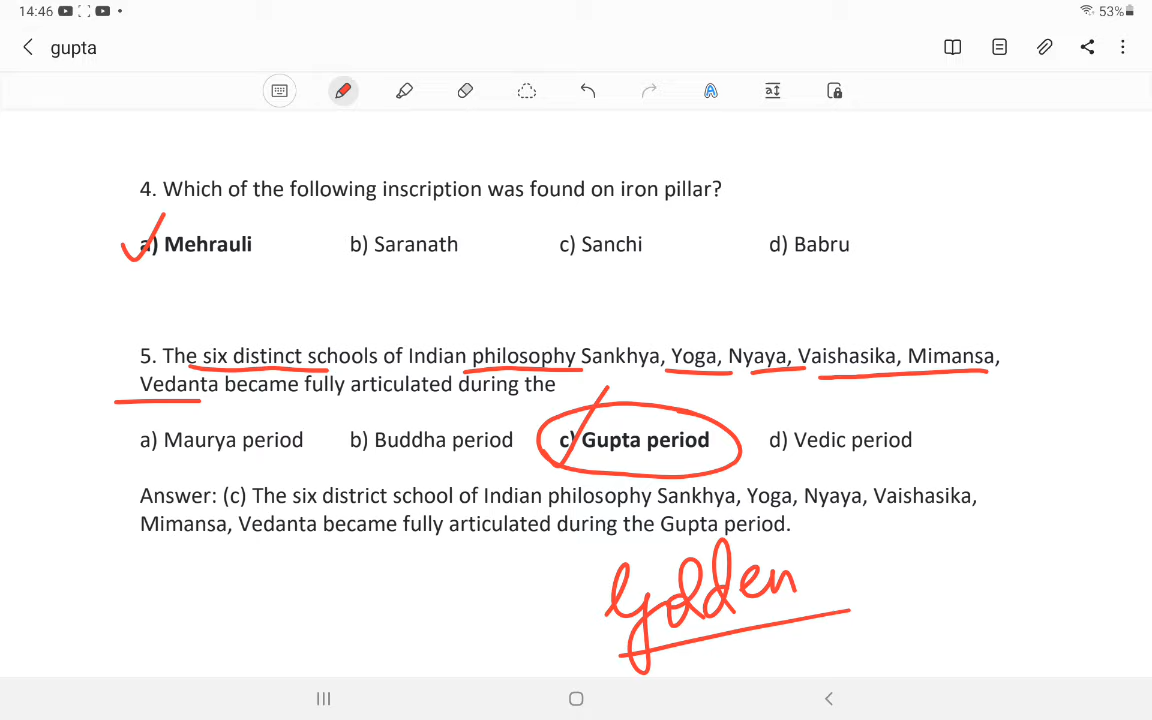 14:46
53%
gupta
4. Which of the following inscription was found on iron pillar?
a) Mehrauli b) Saranath c) Sanchi d) Babru
5. The six distinct schools of Indian philosophy Sankhya, Yoga, Nyaya, Vaishasika, Mimansa,
Vedanta became fully articulated during the
a) Maurya period b) Buddha period c) Gupta period d) Vedic period
Answer: (c) The six district school of Indian philosophy Sankhya, Yoga, Nyaya, Vaishasika,
Mimansa, Vedanta became fully articulated during the Gupta period.
Golden